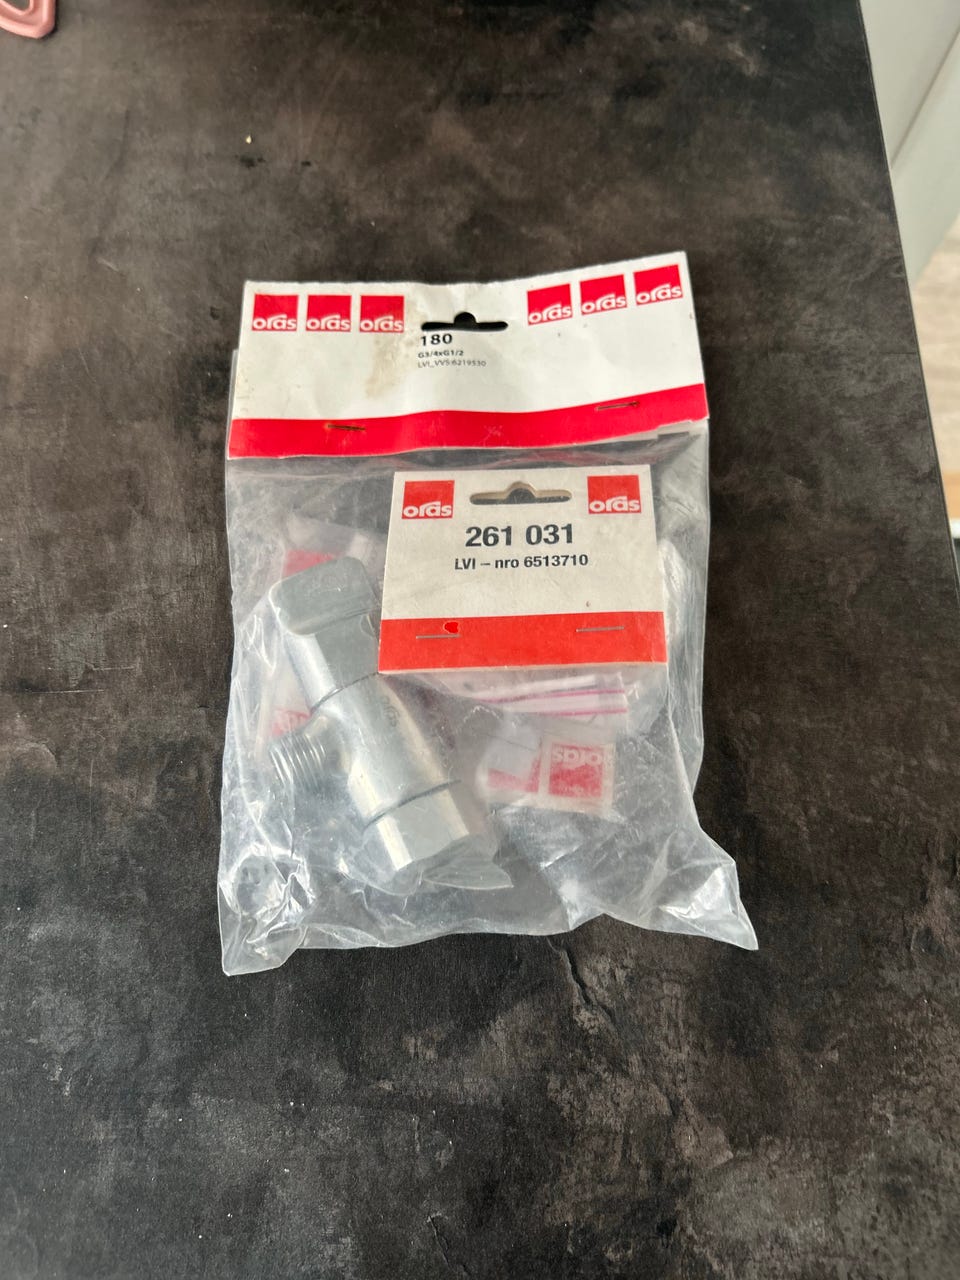 oras oras oras
oras oras oras
180
G3/4xG1/2
LVI_VVS:6219530
oras
oras
261 031
LVI – nro 6513710
oras
oras